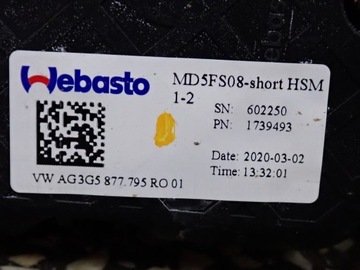 Webasto
MD5FS08-short HSM
1-2
SN: 602250
PN: 1739493
Date: 2020-03-02
Time: 13:32:01
VW AG3G5 877.795 RO 01